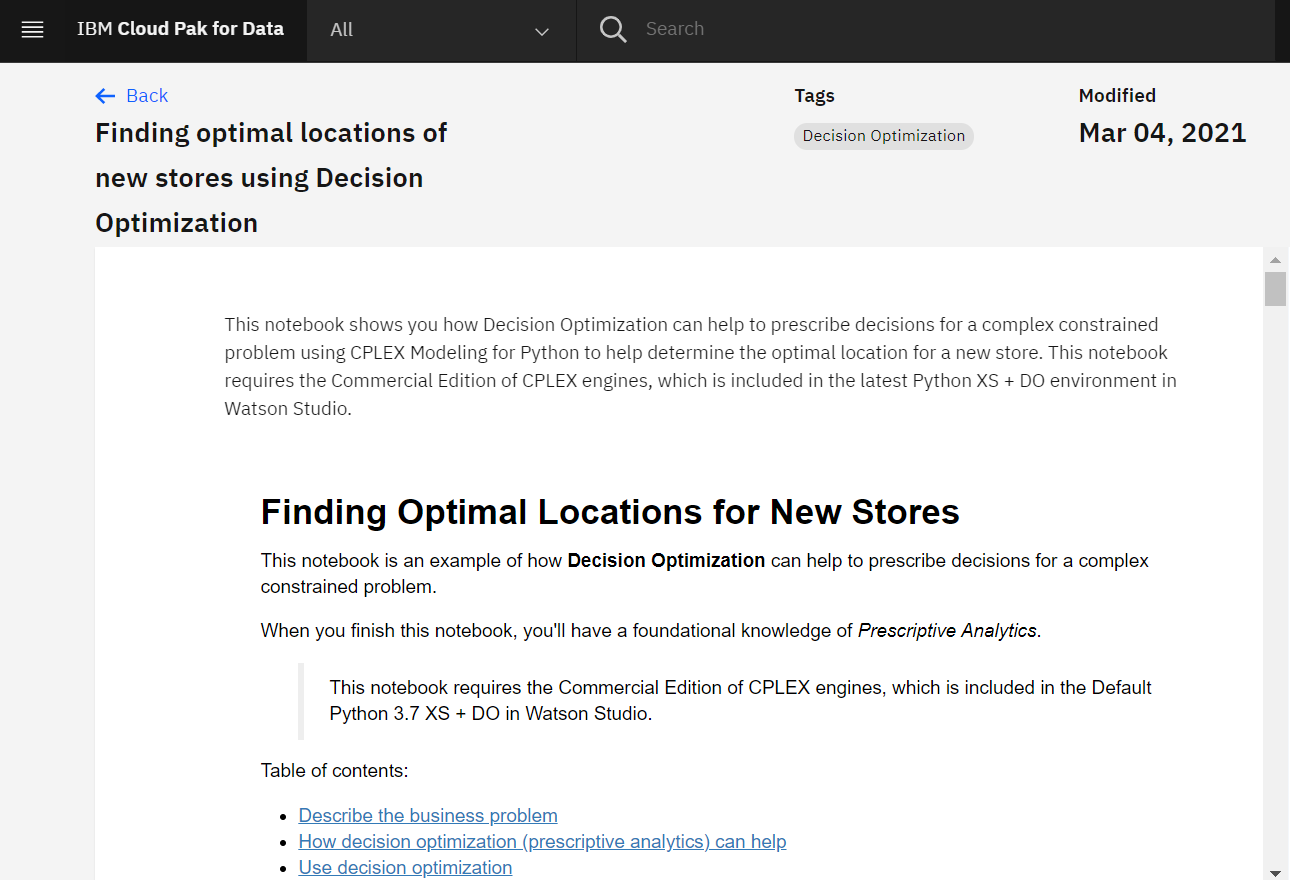 IBM Cloud Pak for Data
All
Search
Back
Finding optimal locations of
new stores using Decision
Optimization
Tags
Decision Optimization
Modified
Mar 04, 2021
This notebook shows you how Decision Optimization can help to prescribe decisions for a complex constrained
problem using CPLEX Modeling for Python to help determine the optimal location for a new store. This notebook
requires the Commercial Edition of CPLEX engines, which is included in the latest Python XS + DO environment in
Watson Studio.
Finding Optimal Locations for New Stores
This notebook is an example of how Decision Optimization can help to prescribe decisions for a complex
constrained problem.
When you finish this notebook, you'll have a foundational knowledge of Prescriptive Analytics.
This notebook requires the Commercial Edition of CPLEX engines, which is included in the Default
Python 3.7 XS + DO in Watson Studio.
Table of contents:
Describe the business problem
How decision optimization (prescriptive analytics) can help
Use decision optimization